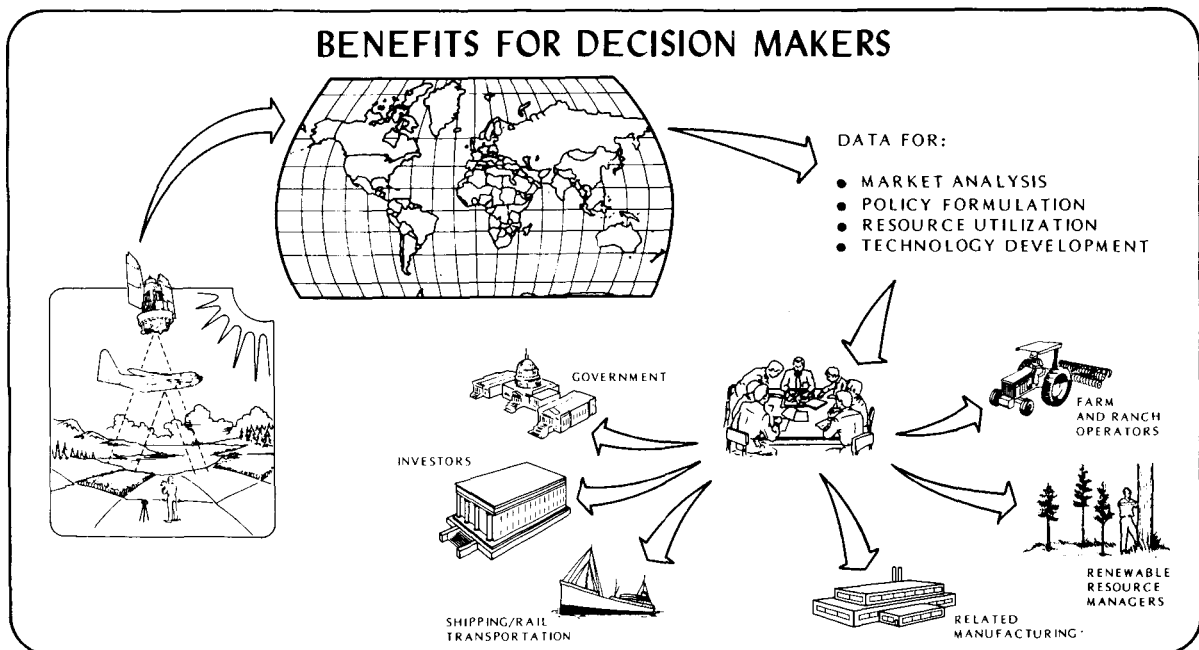 BENEFITS FOR DECISION MAKERS
DATA FOR:
• MARKET ANALYSIS
• POLICY FORMULATION
• RESOURCE UTILIZATION
• TECHNOLOGY DEVELOPMENT
GOVERNMENT
INVESTORS
SHIPPING/RAIL
TRANSPORTATION
RELATED
MANUFACTURING
RENEWABLE
RESOURCE
MANAGERS
FARM
AND RANCH
OPERATORS